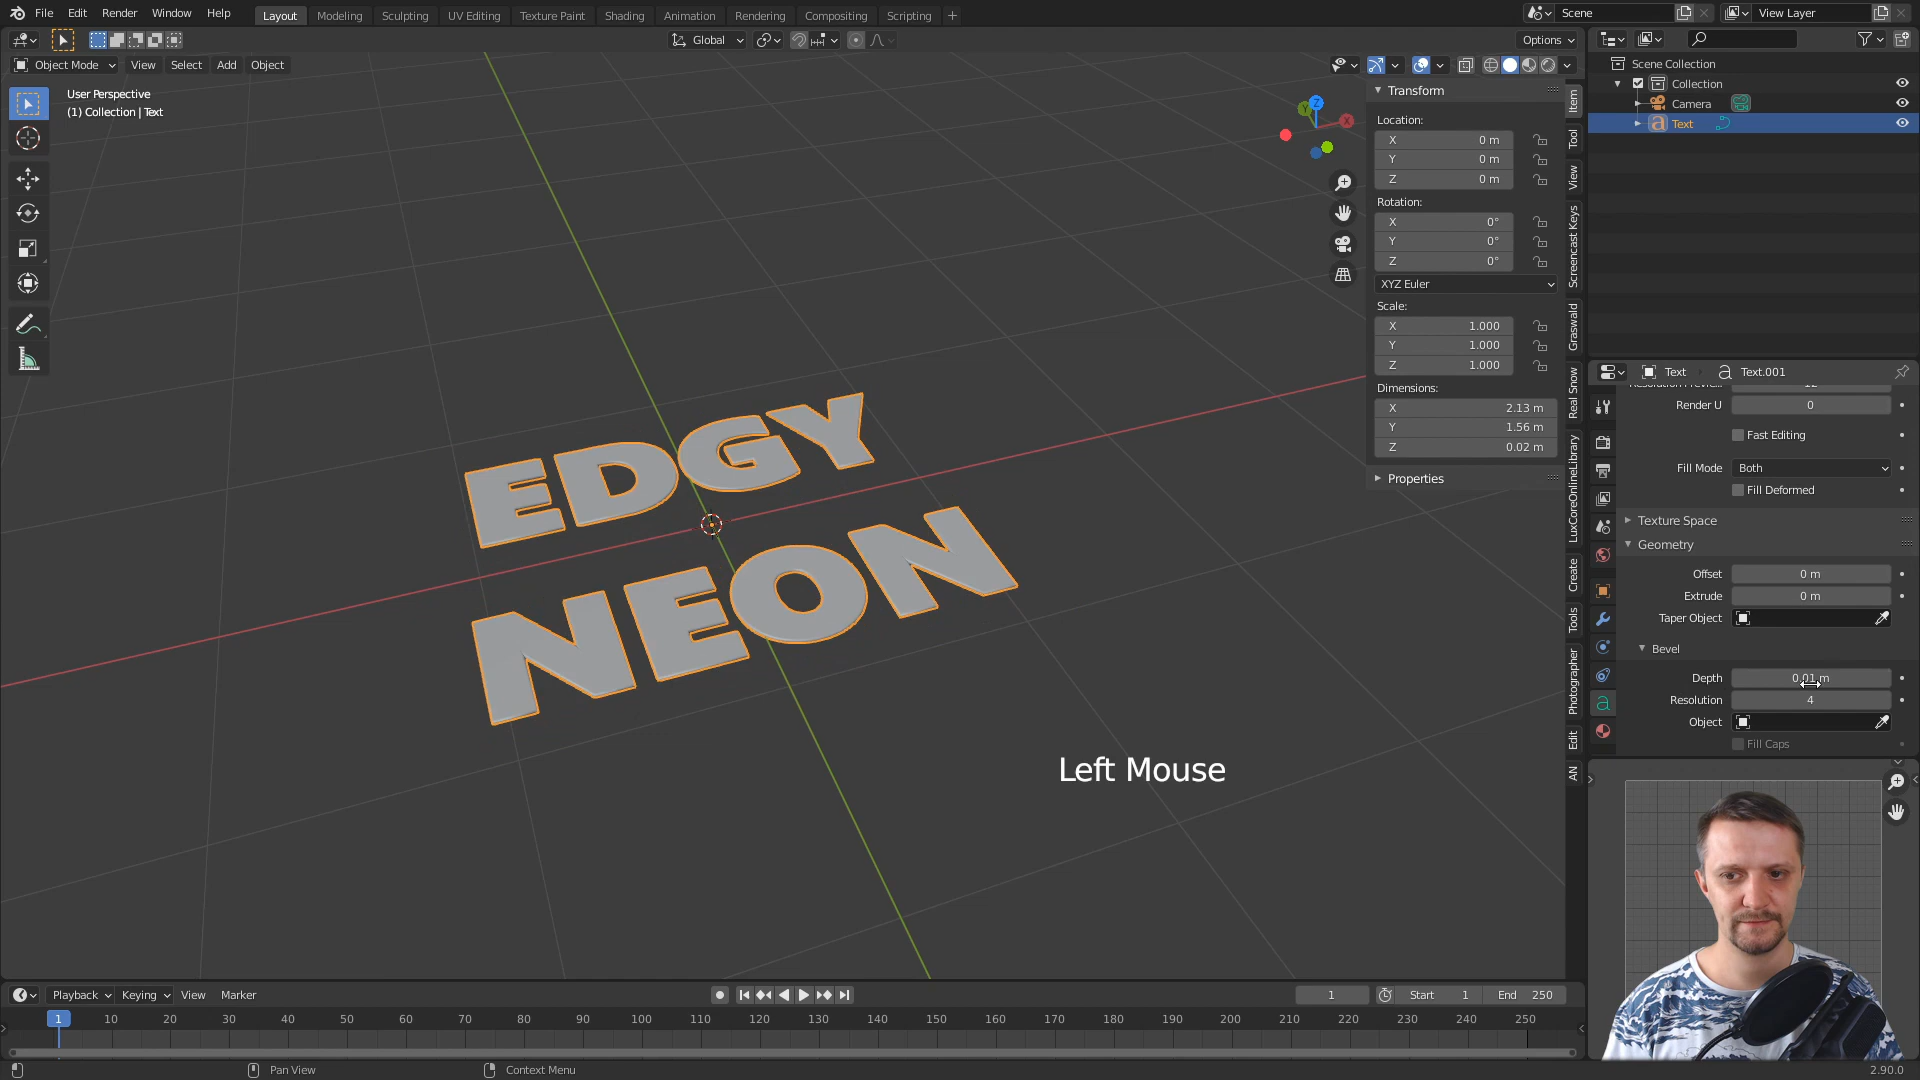 File Edit Render Window Help Layout Modeling Sculpting UV Editing Texture Paint Shading Animation Rendering Compositing Scripting + Scene View Layer
Global Options
Object Mode View Select Add Object
User Perspective
(1) Collection | Text
EDGY
NEON
Left Mouse
X
Y
Z
Transform
Location:
X 0 m
Y 0 m
Z 0 m
Rotation:
X 0°
Y 0°
Z 0°
XYZ Euler
Scale:
X 1.000
Y 1.000
Z 1.000
Dimensions:
X 2.13 m
Y 1.56 m
Z 0.02 m
Properties
Item
Tool
View
Screencast Keys
Graswald
Real Snow
LuxCoreOnlineLibrary
Create
Tools
Photographer
Edit
AN
Scene Collection
Collection
Camera
Text
Text Text.001
Render U 0
Fast Editing
Fill Mode Both
Fill Deformed
Texture Space
Geometry
Offset 0 m
Extrude 0 m
Taper Object
Bevel
Depth 0.01 m
Resolution 4
Object
Fill Caps
Playback Keying View Marker 1 Start 1 End 250
1 10 20 30 40 50 60 70 80 90 100 110 120 130 140 150 160 170 180 190 200 210 220 230 240 250
Pan View Context Menu 2.90.0